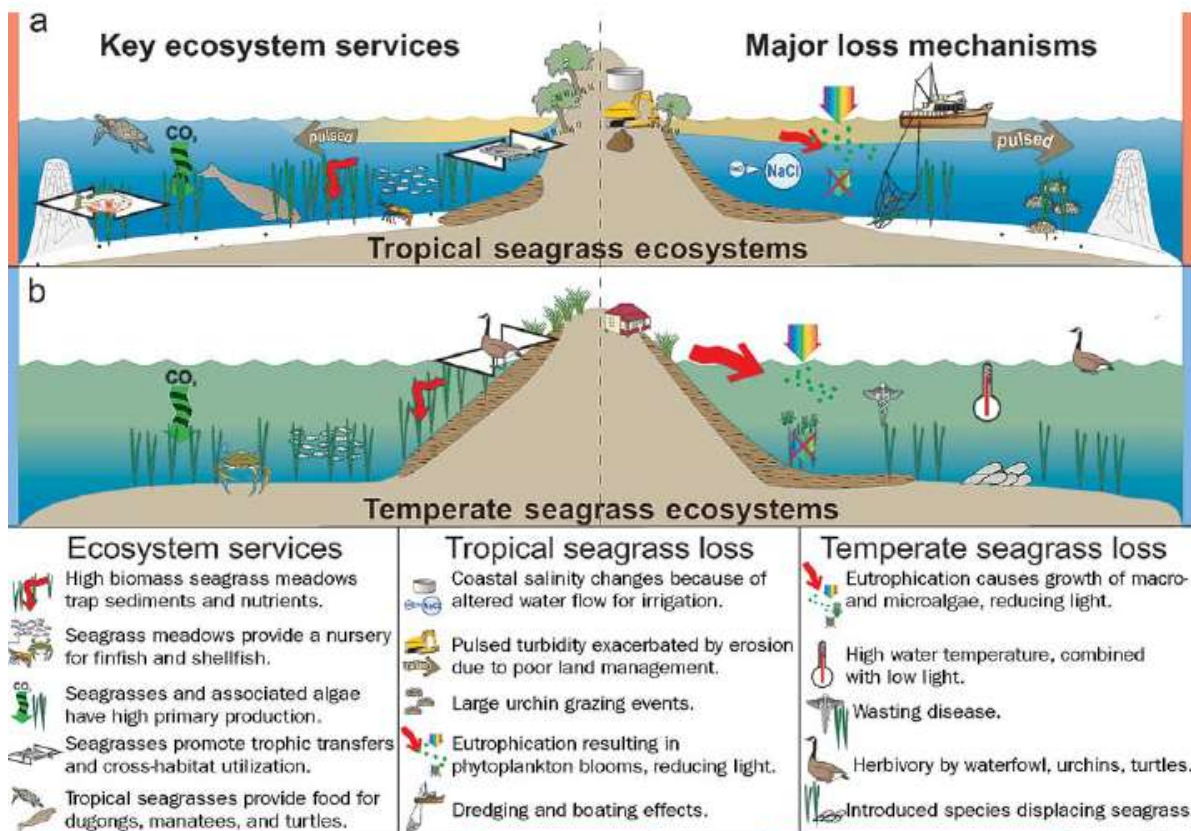 a
Key ecosystem services
Major loss mechanisms
CO₂
pulsed
NaCl
pulsed
Tropical seagrass ecosystems
b
CO₂
Temperate seagrass ecosystems
Ecosystem services
High biomass seagrass meadows
trap sediments and nutrients.
Seagrass meadows provide a nursery
for finfish and shellfish.
CO₂
Seagrasses and associated algae
have high primary production.
Seagrasses promote trophic transfers
and cross-habitat utilization.
Tropical seagrasses provide food for
dugongs, manatees, and turtles.
Tropical seagrass loss
Coastal salinity changes because of
altered water flow for irrigation.
NaCl
Pulsed turbidity exacerbated by erosion
due to poor land management.
Large urchin grazing events.
Eutrophication resulting in
phytoplankton blooms, reducing light.
Dredging and boating effects.
Temperate seagrass loss
Eutrophication causes growth of macro-
and microalgae, reducing light.
High water temperature, combined
with low light.
Wasting disease.
Herbivory by waterfowl, urchins, turtles.
Introduced species displacing seagrass